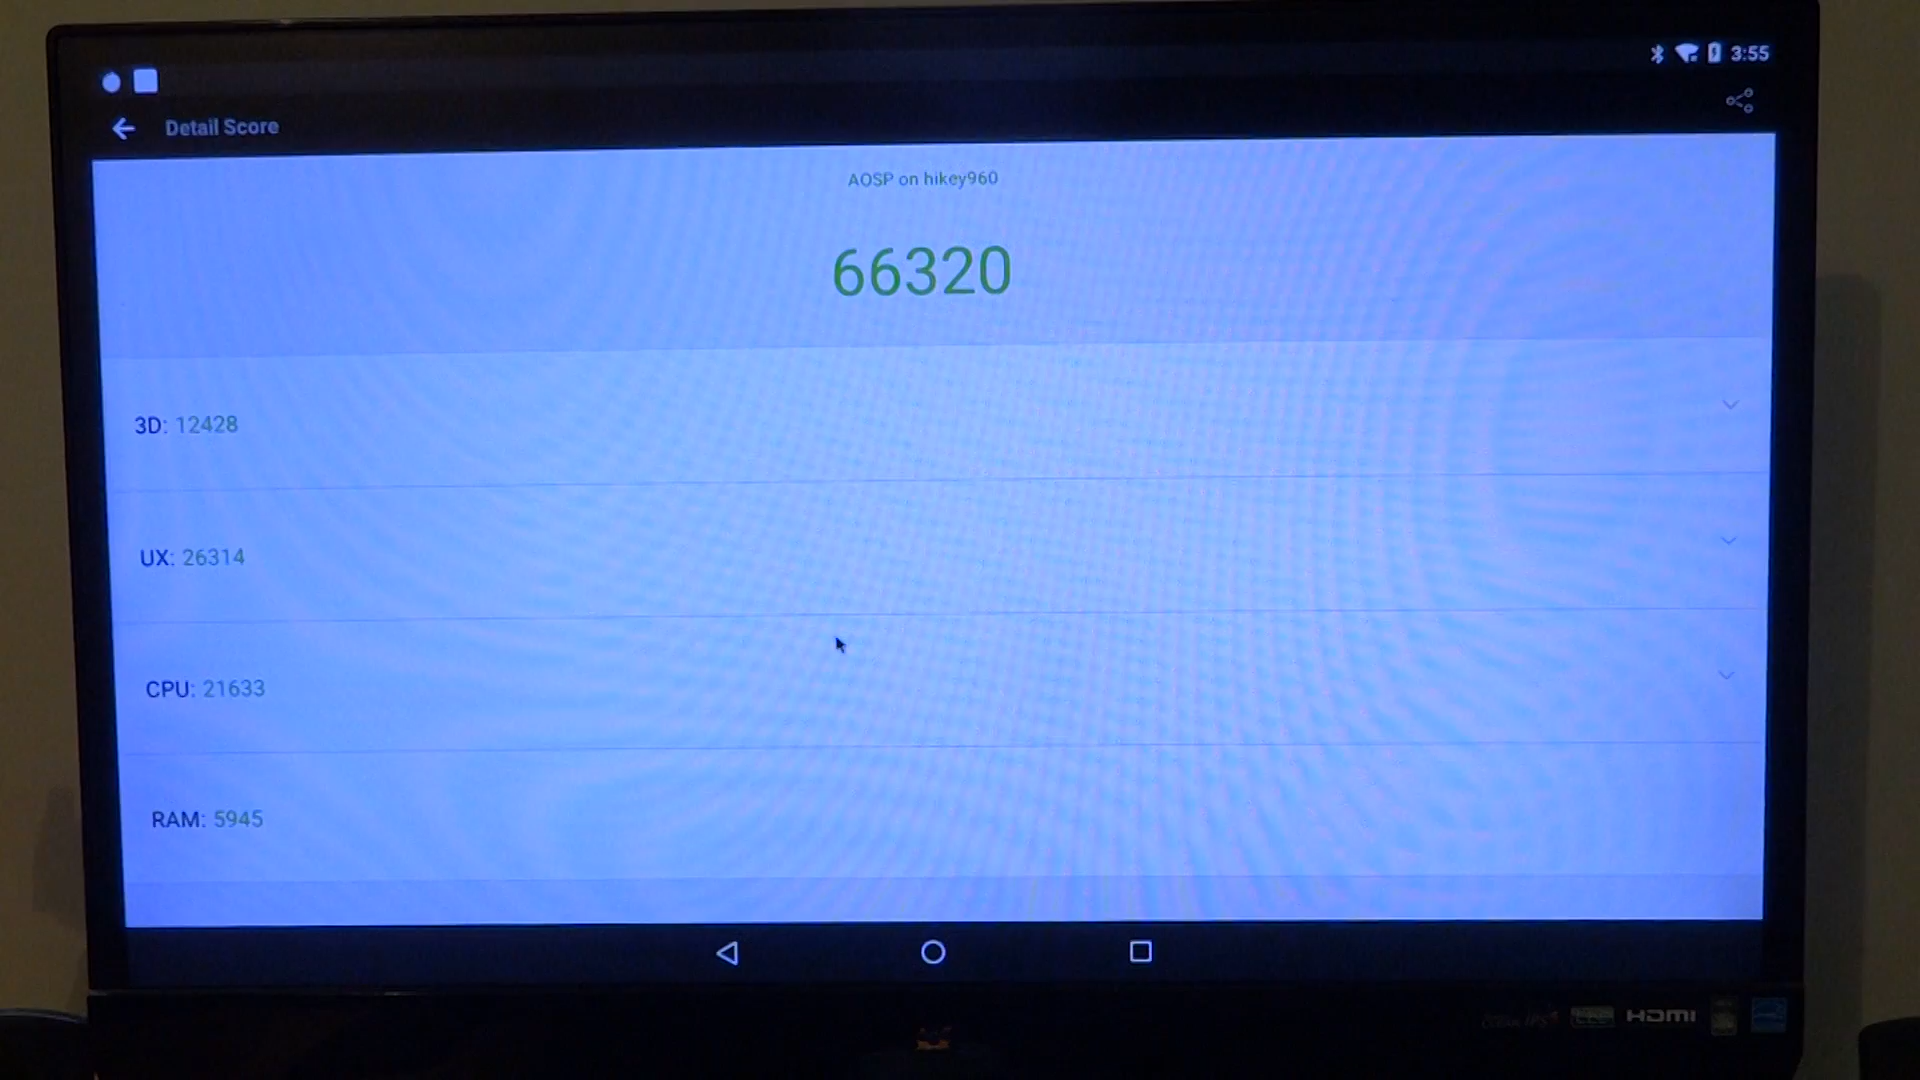 3:55
Detail Score
AOSP on hikey960
66320
3D: 12428
UX: 26314
CPU: 21633
RAM: 5945
HDMI